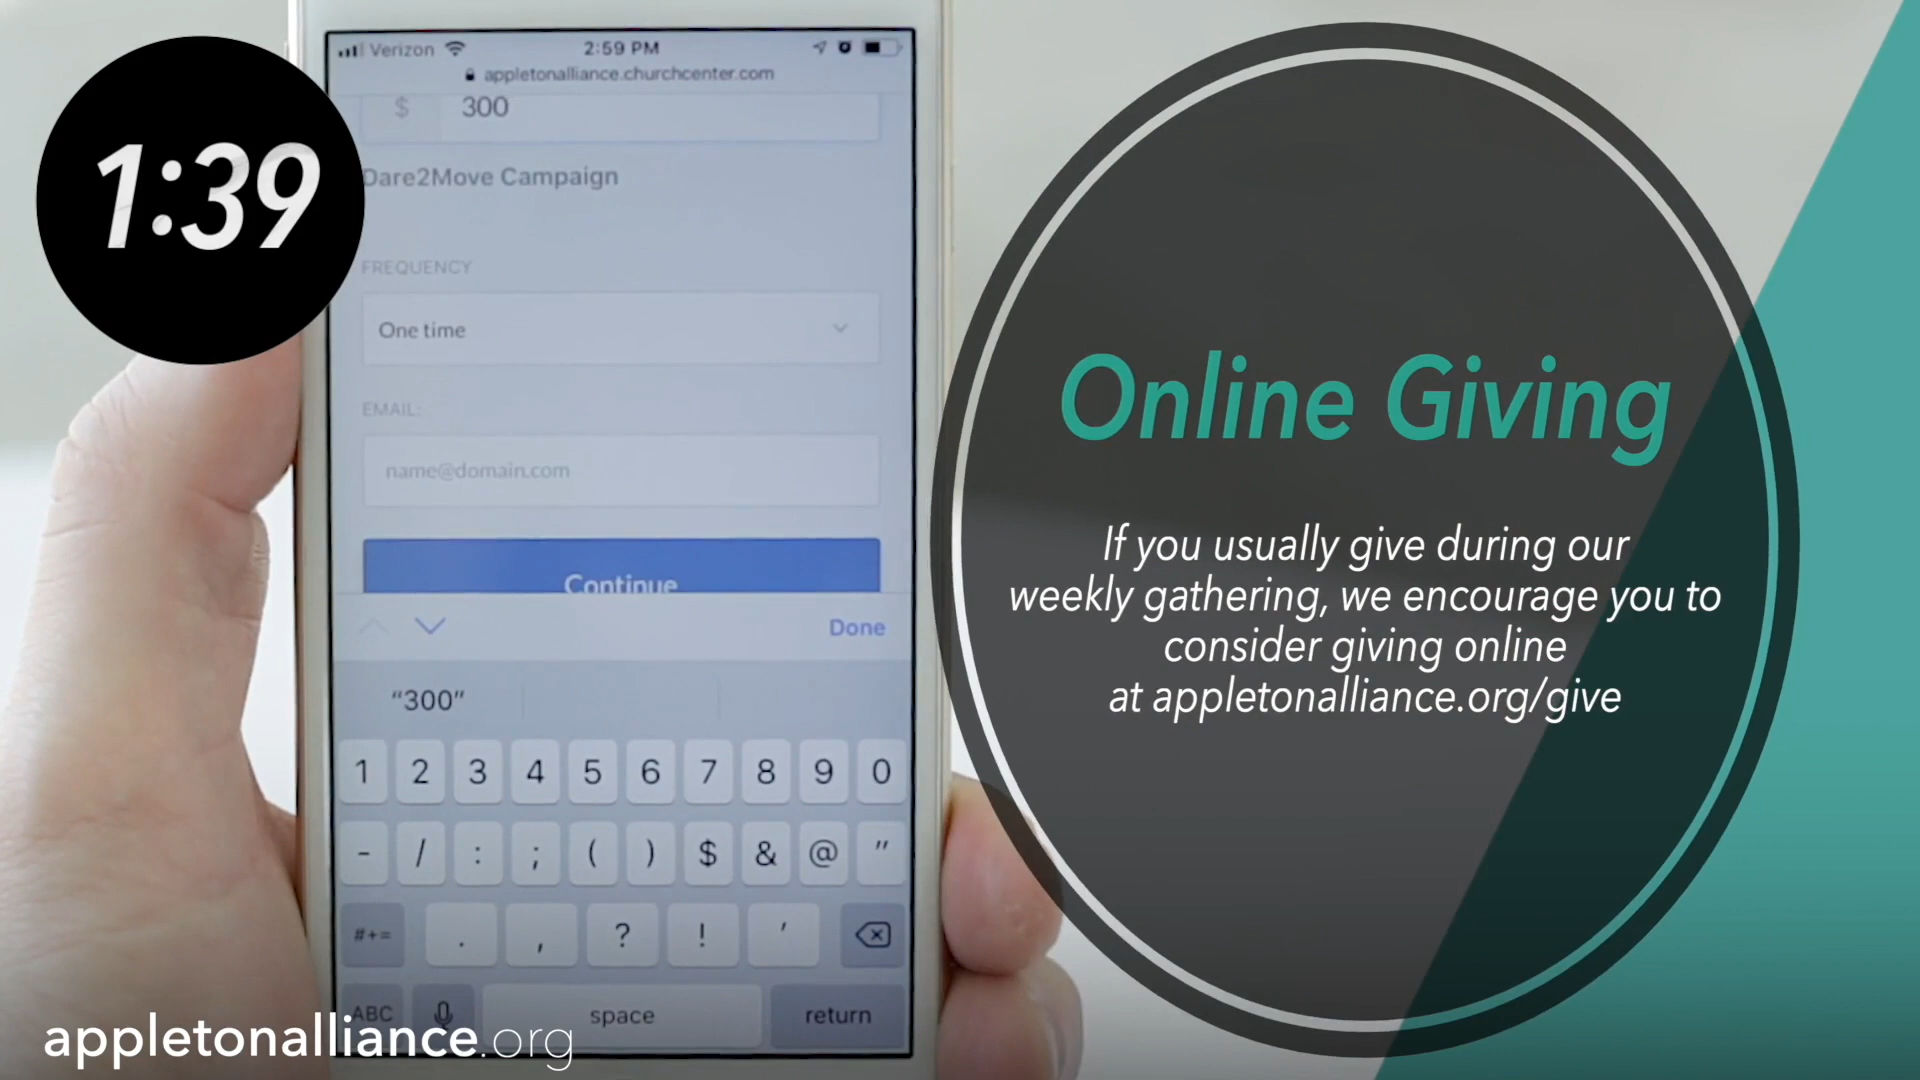 1:39
Verizon 2:59 PM
appletonalliance.churchcenter.com
$ 300
Dare2Move Campaign
FREQUENCY
One time
EMAIL:
name@domain.com
Continue
Done
“300”
1 2 3 4 5 6 7 8 9 0
- / : ; ( ) $ & @ "
#+= . , ? ! '
ABC space return
appletonalliance.org
Online Giving
If you usually give during our
weekly gathering, we encourage you to
consider giving online
at appletonalliance.org/give